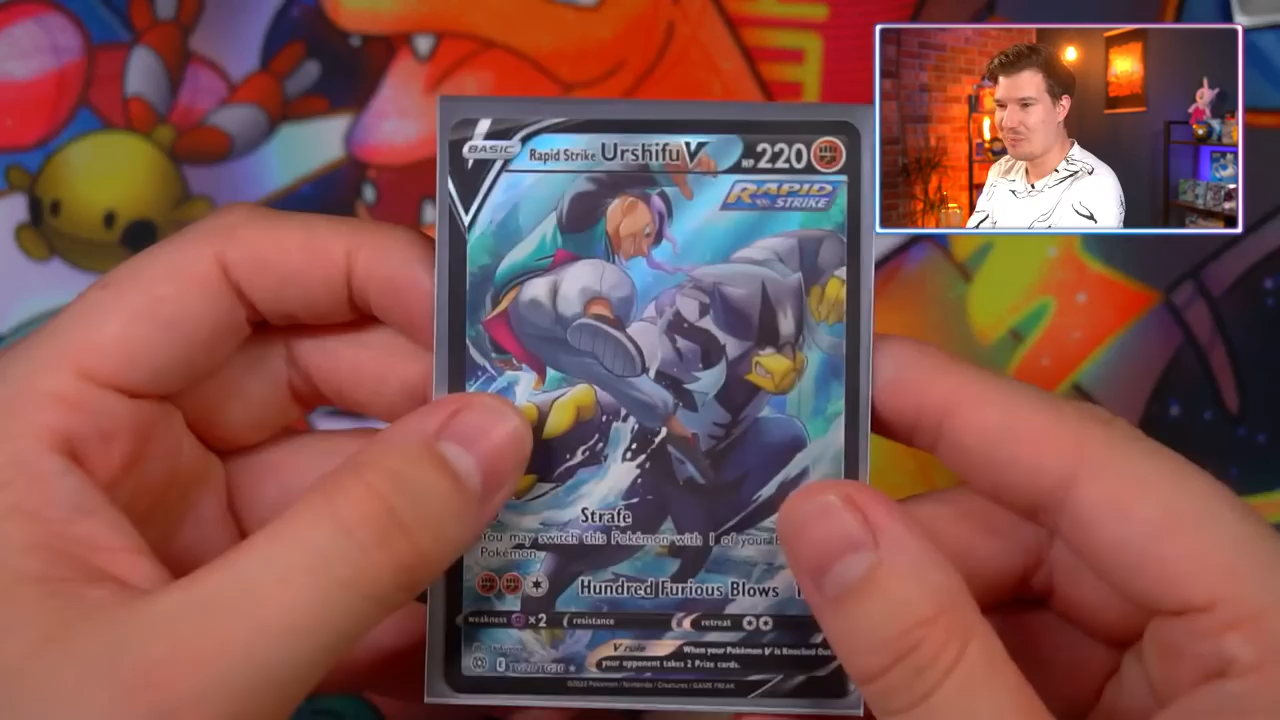 BASIC
Rapid Strike Urshifu V HP 220
RAPID
STRIKE
Strafe
You may switch this Pokémon with 1 of your
Pokémon.
Hundred Furious Blows
weakness ×2 resistance retreat
V rule When your Pokémon V is Knocked Out,
your opponent takes 2 Prize cards.
©2022 Pokémon / Nintendo / Creatures / GAME FREAK